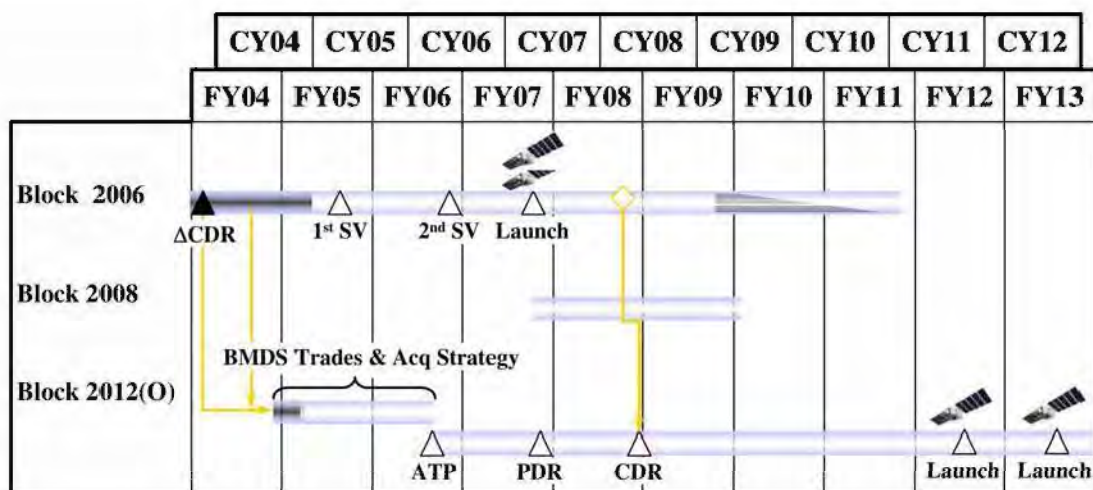 CY04 CY05 CY06 CY07 CY08 CY09 CY10 CY11 CY12
FY04 FY05 FY06 FY07 FY08 FY09 FY10 FY11 FY12 FY13
Block 2006
ΔCDR 1st SV 2nd SV Launch
Block 2008
BMDS Trades & Acq Strategy
Block 2012(O)
ATP PDR CDR Launch Launch